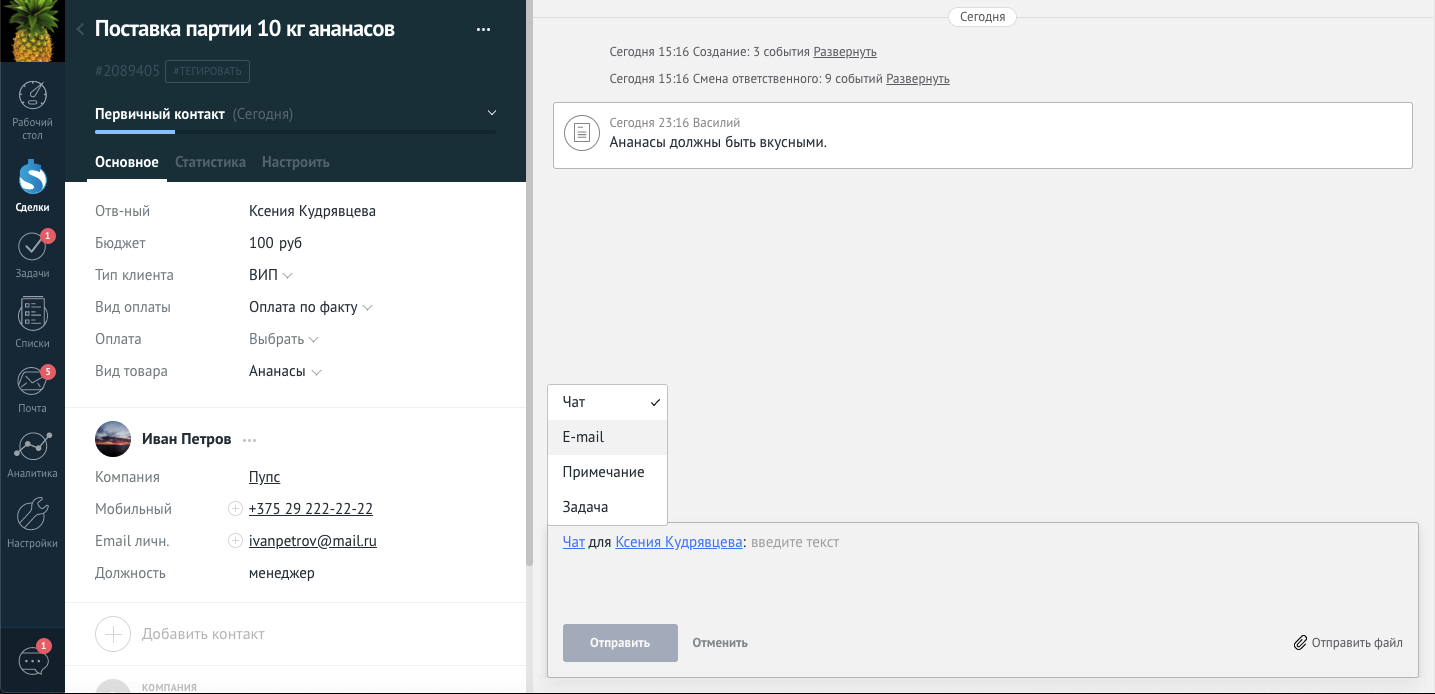 Рабочий
стол
Сделки
1
Задачи
Списки
5
Почта
Аналитика
Настройки
1
Поставка партии 10 кг ананасов
#2089405 #ТЕГИРОВАТЬ
Первичный контакт (Сегодня)
Основное Статистика Настроить
Отв-ный Ксения Кудрявцева
Бюджет 100 руб
Тип клиента ВИП
Вид оплаты Оплата по факту
Оплата Выбрать
Вид товара Ананасы
Иван Петров
Компания Пупс
Мобильный +375 29 222-22-22
Email личн. ivanpetrov@mail.ru
Должность менеджер
Добавить контакт
КОМПАНИЯ
Сегодня
Сегодня 15:16 Создание: 3 события Развернуть
Сегодня 15:16 Смена ответственного: 9 событий Развернуть
Сегодня 23:16 Василий
Ананасы должны быть вкусными.
Чат
E-mail
Примечание
Задача
Чат для Ксения Кудрявцева: введите текст
Отправить Отменить Отправить файл